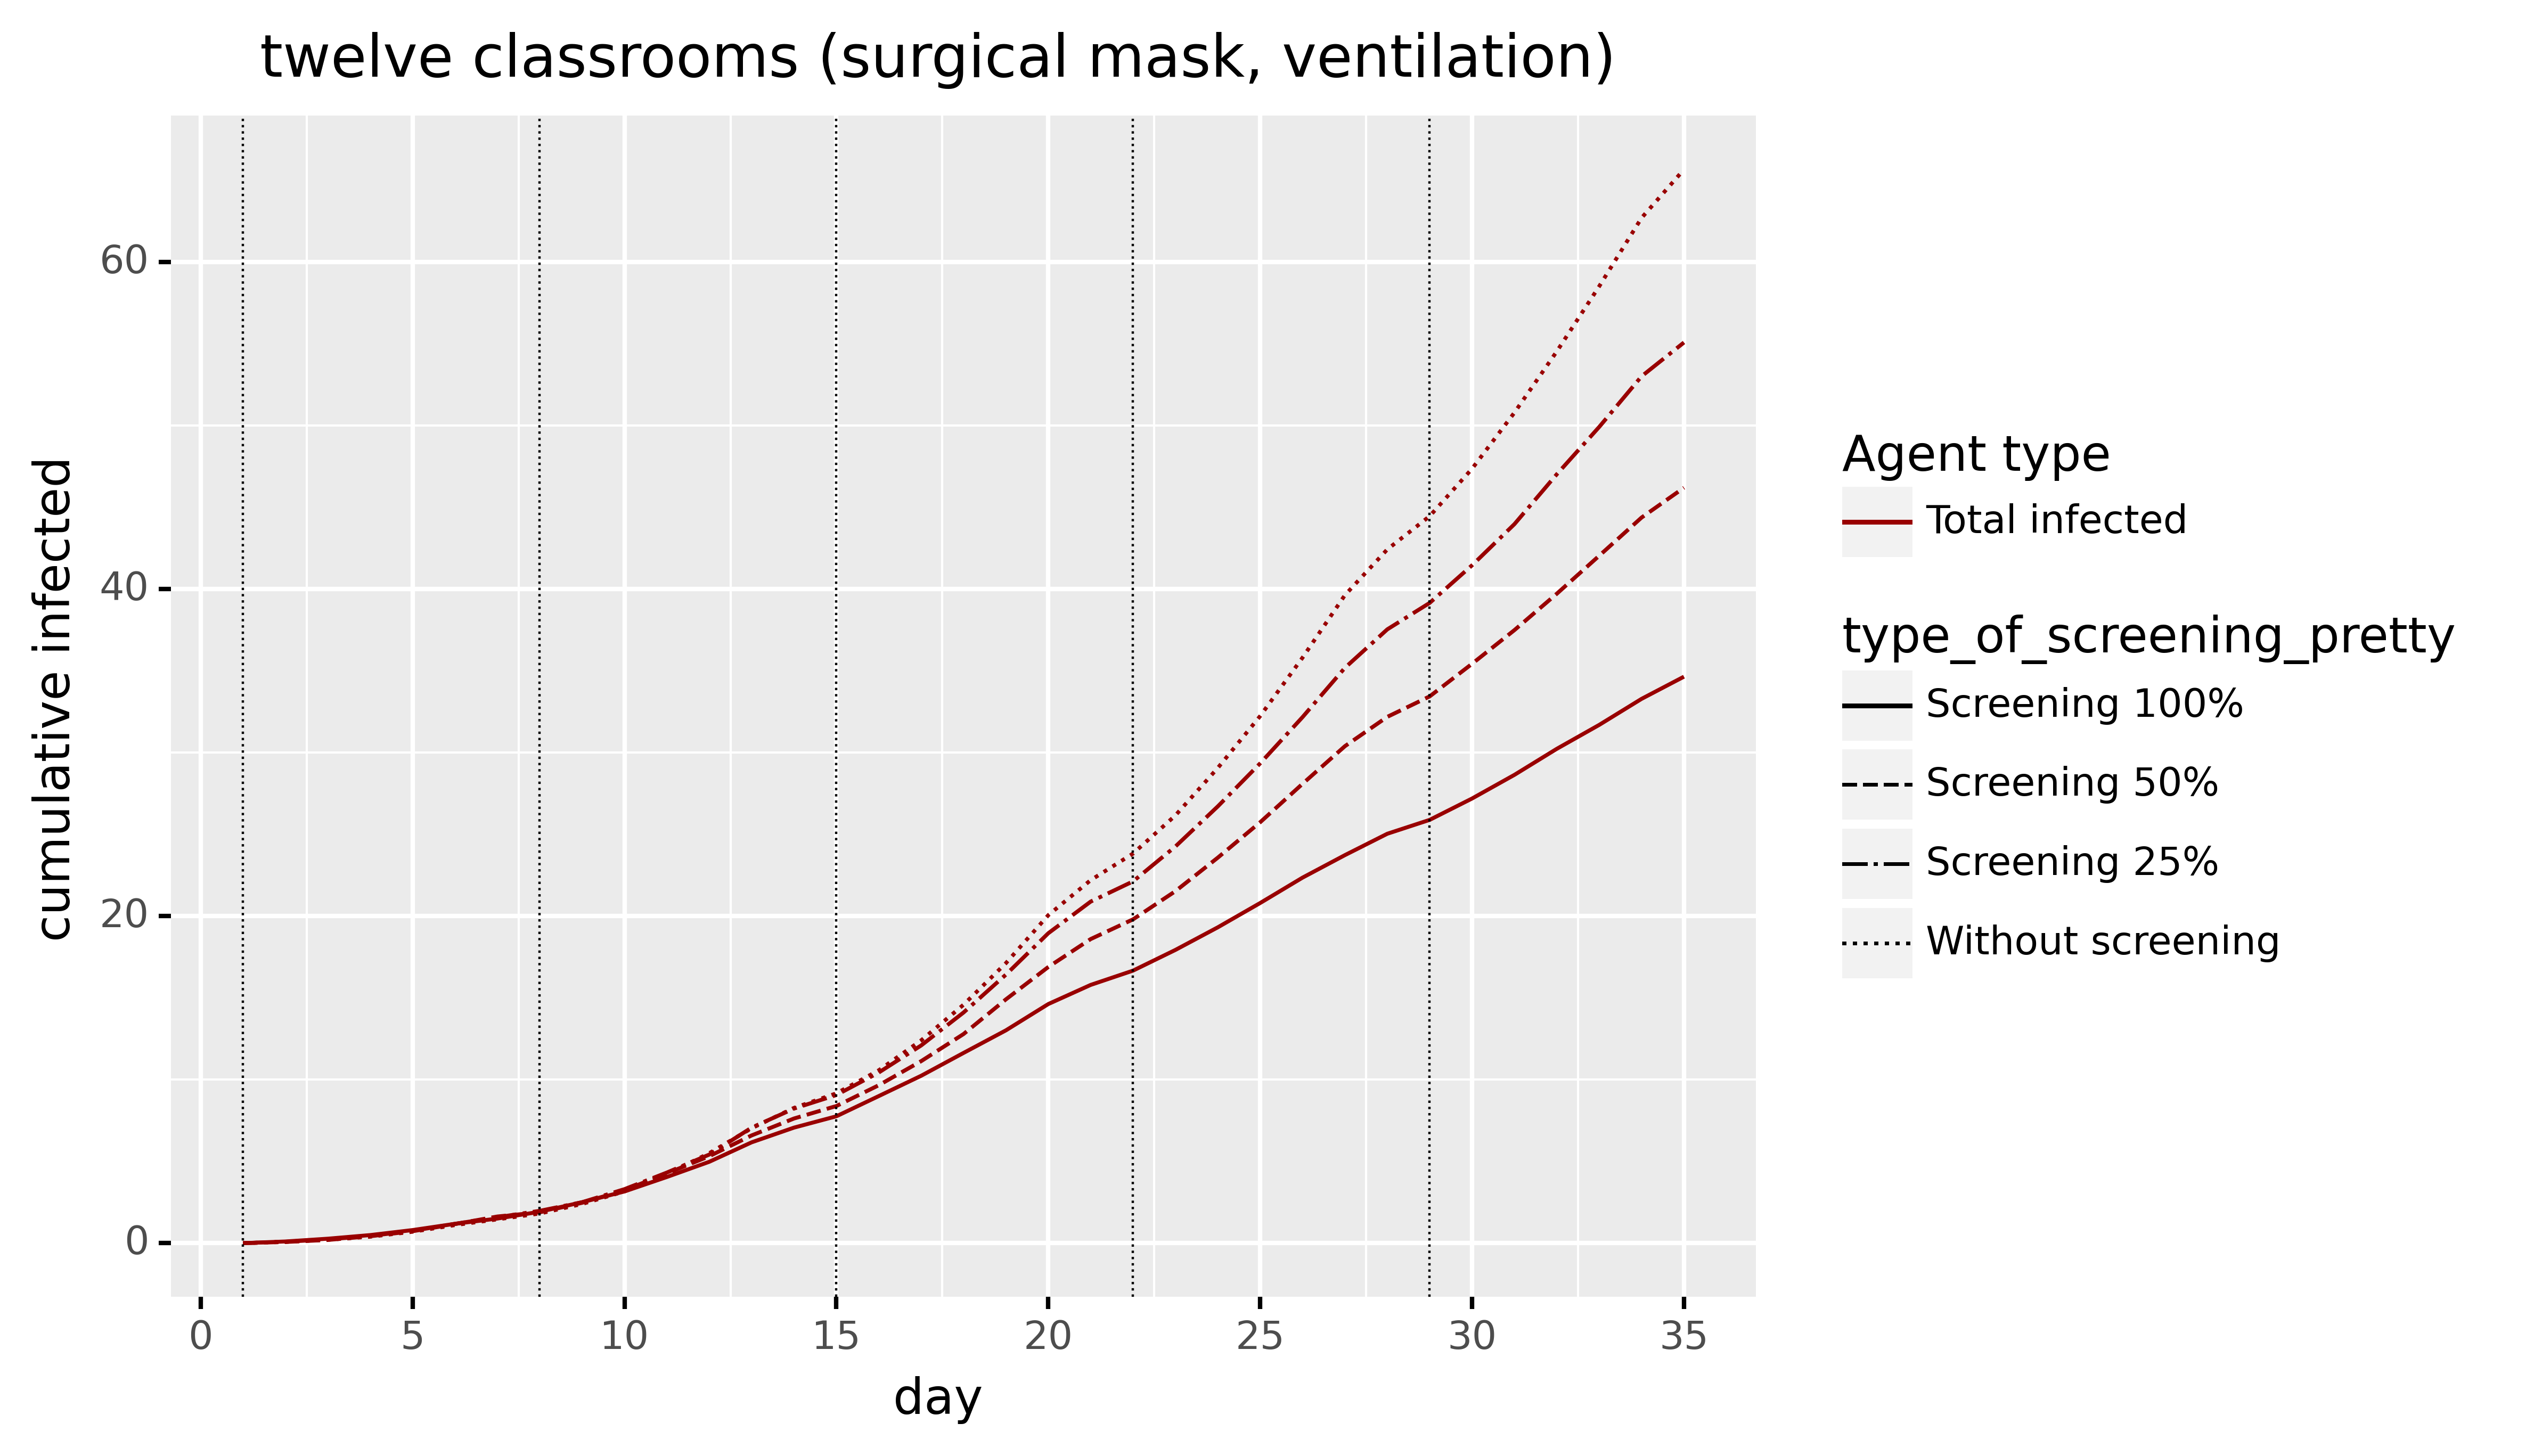 twelve classrooms (surgical mask, ventilation)
cumulative infected
60
40
20
0
0 5 10 15 20 25 30 35
day
Agent type
Total infected
type_of_screening_pretty
Screening 100%
Screening 50%
Screening 25%
Without screening